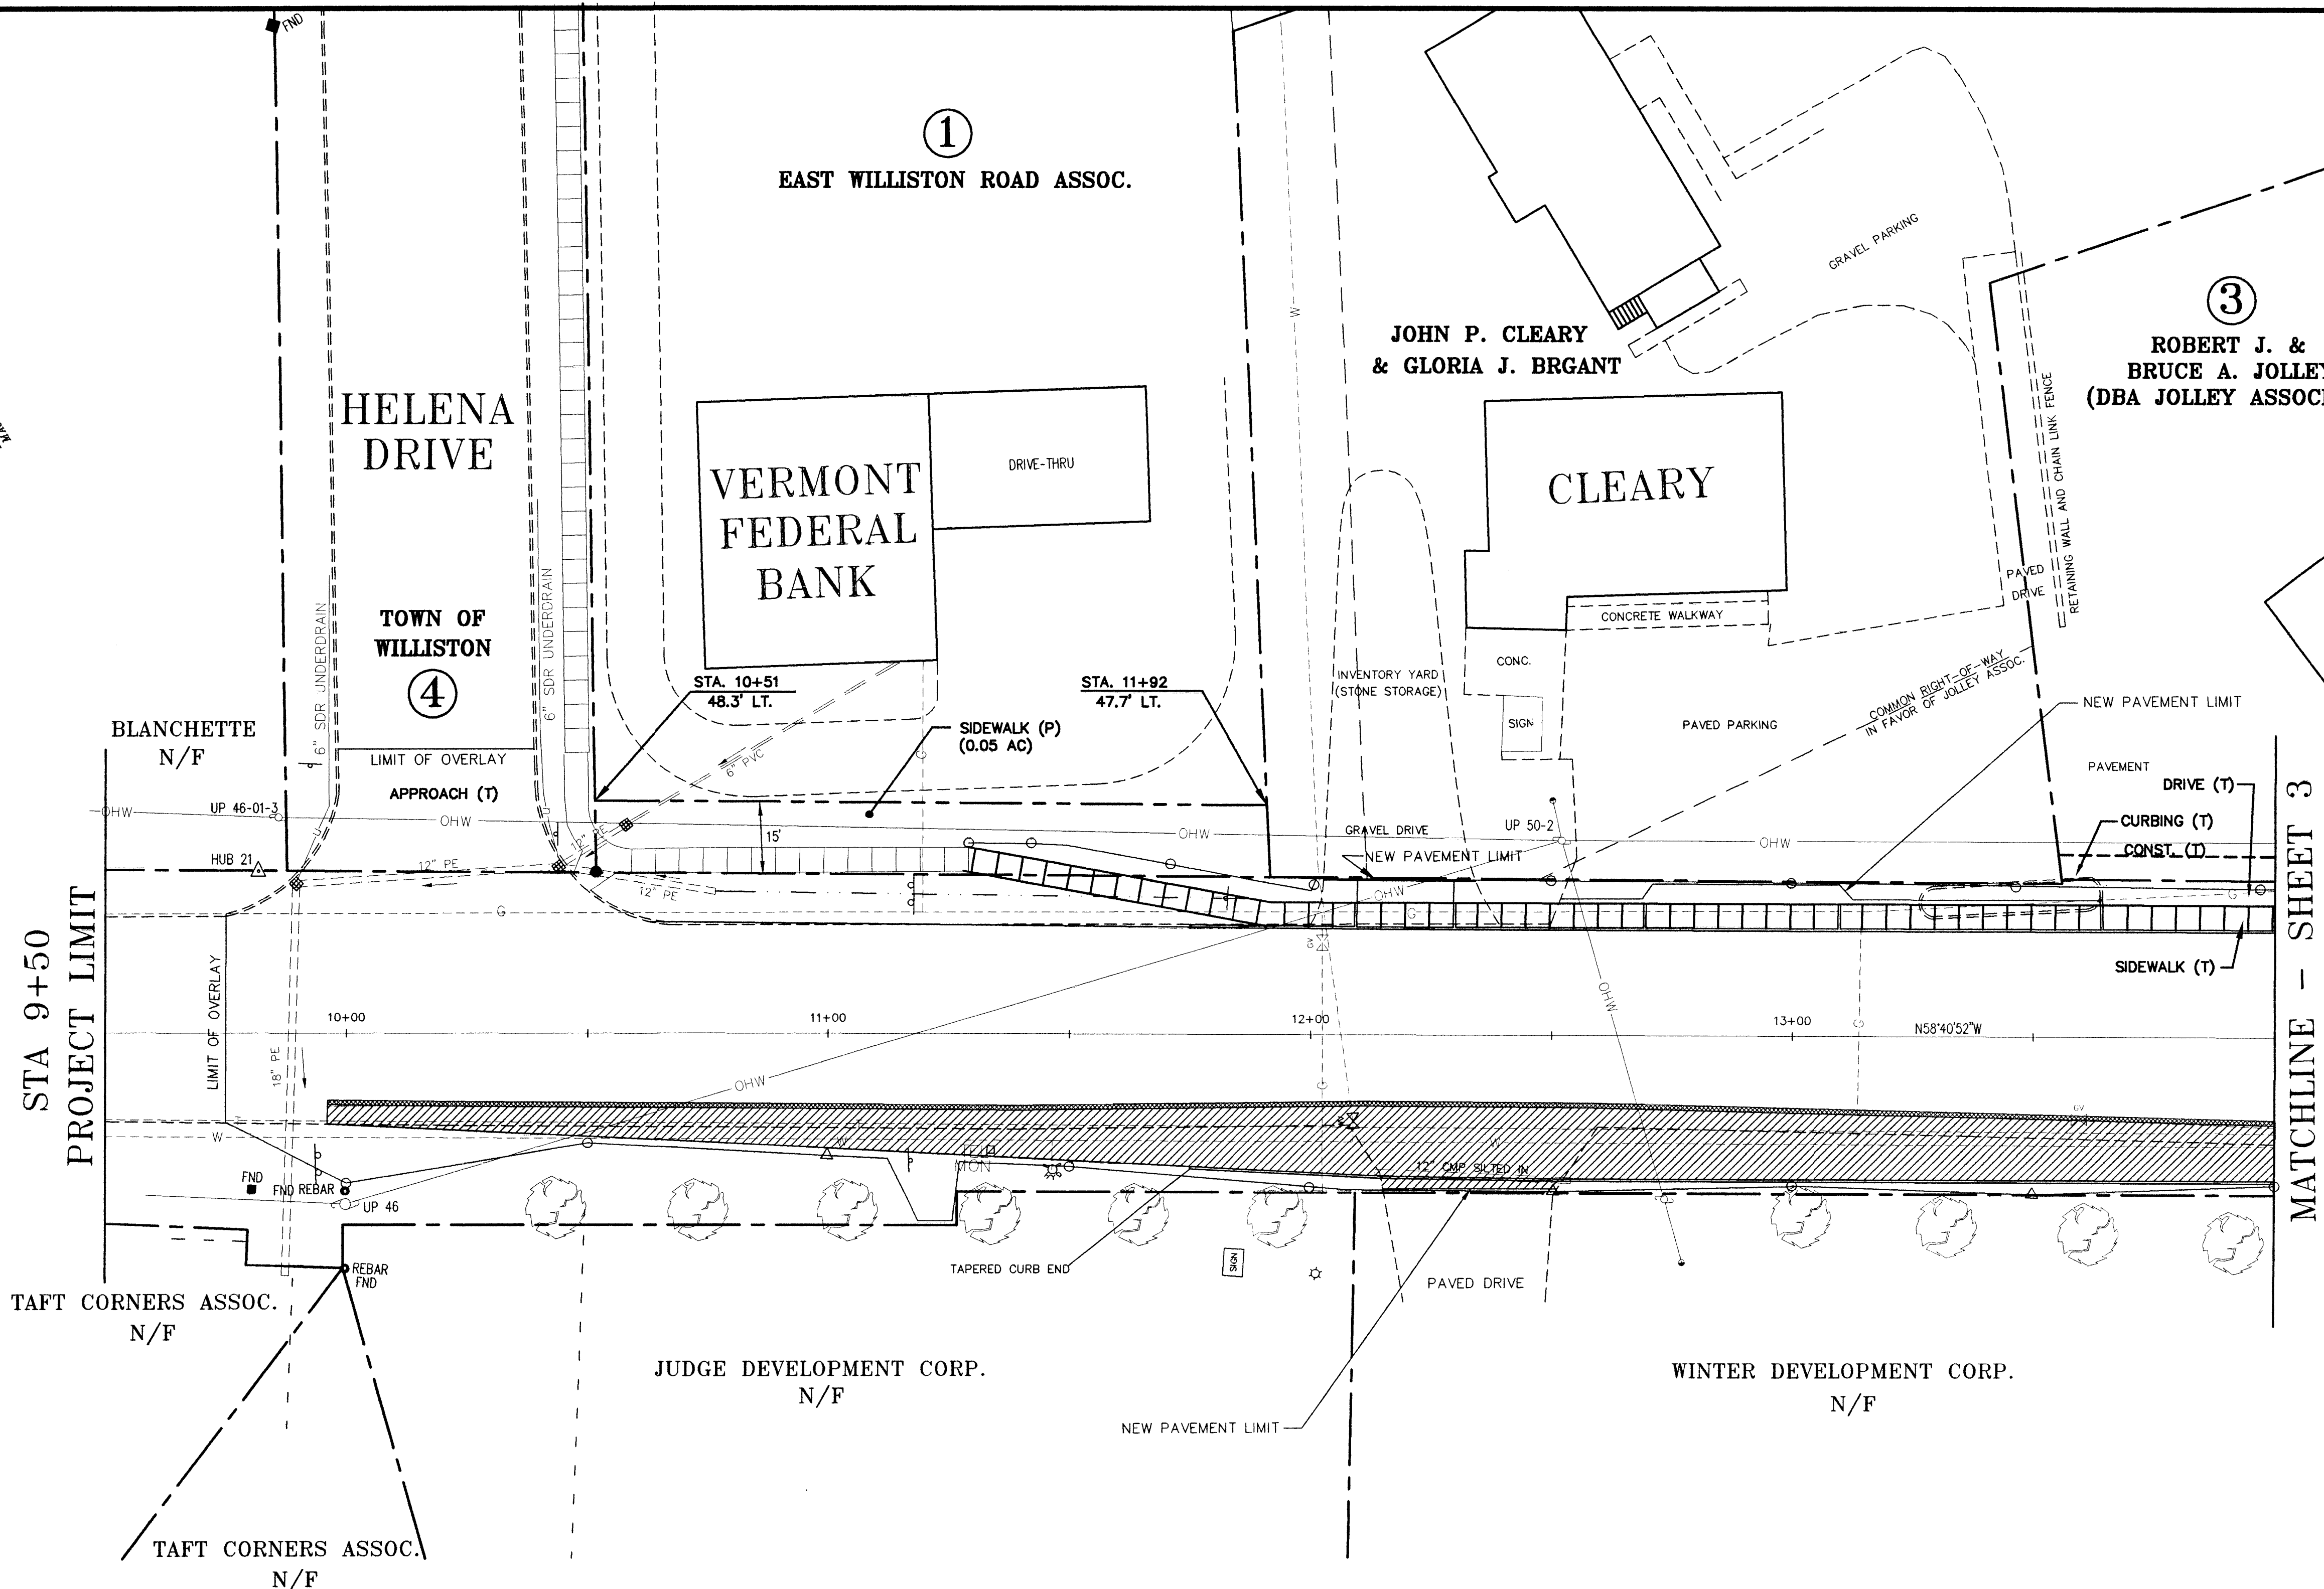 FND
①
EAST WILLISTON ROAD ASSOC.
HELENA
DRIVE
VERMONT
FEDERAL
BANK
DRIVE-THRU
W
JOHN P. CLEARY
& GLORIA J. BRGANT
GRAVEL PARKING
③
ROBERT J. &
BRUCE A. JOLLEY
(DBA JOLLEY ASSOC
CLEARY
RETAINING WALL AND CHAIN LINK FENCE
PAVED
DRIVE
CONCRETE WALKWAY
CONC.
SIGN
INVENTORY YARD
(STONE STORAGE)
PAVED PARKING
COMMON RIGHT-OF-WAY
IN FAVOR OF JOLLEY ASSOC.
NEW PAVEMENT LIMIT
PAVEMENT
DRIVE (T)
CURBING (T)
CONST. (T)
SIDEWALK (T)
TOWN OF
WILLISTON
④
6" SDR UNDERDRAIN
6" SDR UNDERDRAIN
BLANCHETTE
N/F
LIMIT OF OVERLAY
APPROACH (T)
STA. 10+51
48.3' LT.
STA. 11+92
47.7' LT.
SIDEWALK (P)
(0.05 AC)
6" PVC
G
15'
OHW
UP 46-01-3
OHW
OHW
OHW
OHW
U
U
HUB 21
12" PE
12" PE
12" PE
GRAVEL DRIVE
NEW PAVEMENT LIMIT
UP 50-2
OHW
G
G
G
GV
OHW
STA 9+50
PROJECT LIMIT
LIMIT OF OVERLAY
18" PE
10+00
11+00
12+00
13+00
G
N58°40'52"W
OHW
G
MATCHLINE - SHEET 3
T
W
T
W
W
GV
TEL
MON
12" CMP SILTED IN
FND
FND REBAR
UP 46
REBAR
FND
TAPERED CURB END
SIGN
PAVED DRIVE
TAFT CORNERS ASSOC.
N/F
JUDGE DEVELOPMENT CORP.
N/F
NEW PAVEMENT LIMIT
WINTER DEVELOPMENT CORP.
N/F
TAFT CORNERS ASSOC.
N/F